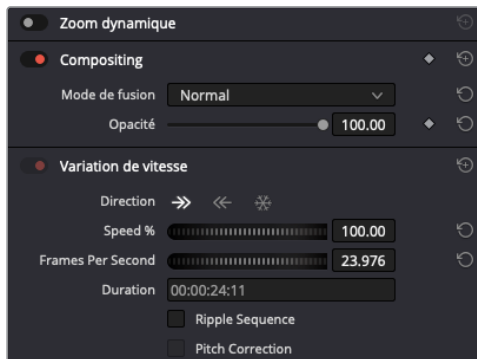 Zoom dynamique
Compositing
Mode de fusion Normal
Opacité 100.00
Variation de vitesse
Direction
Speed % 100.00
Frames Per Second 23.976
Duration 00:00:24:11
Ripple Sequence
Pitch Correction